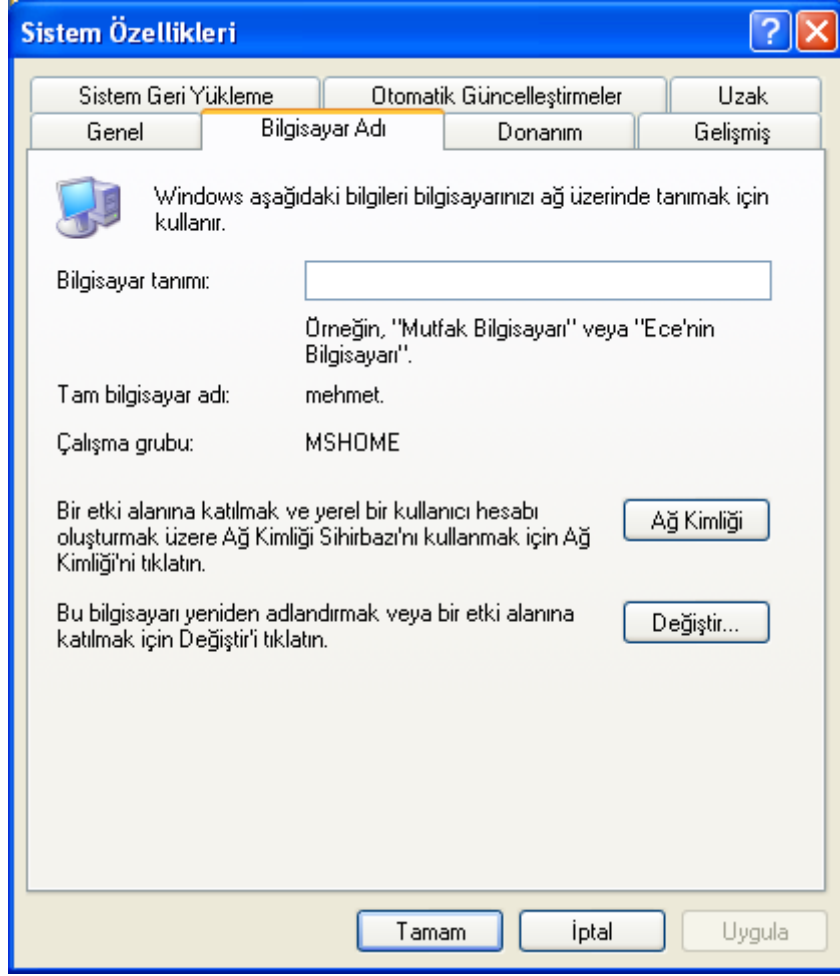 Sistem Özellikleri
Sistem Geri Yükleme Otomatik Güncelleştirmeler Uzak
Genel Bilgisayar Adı Donanım Gelişmiş
Windows aşağıdaki bilgileri bilgisayarınızı ağ üzerinde tanımak için
kullanır.
Bilgisayar tanımı:
Örneğin, "Mutfak Bilgisayarı" veya "Ece'nin
Bilgisayarı".
Tam bilgisayar adı: mehmet.
Çalışma grubu: MSHOME
Bir etki alanına katılmak ve yerel bir kullanıcı hesabı
oluşturmak üzere Ağ Kimliği Sihirbazı'nı kullanmak için Ağ
Kimliği'ni tıklatın.
Ağ Kimliği
Bu bilgisayarı yeniden adlandırmak veya bir etki alanına
katılmak için Değiştir'i tıklatın.
Değiştir...
Tamam İptal Uygula